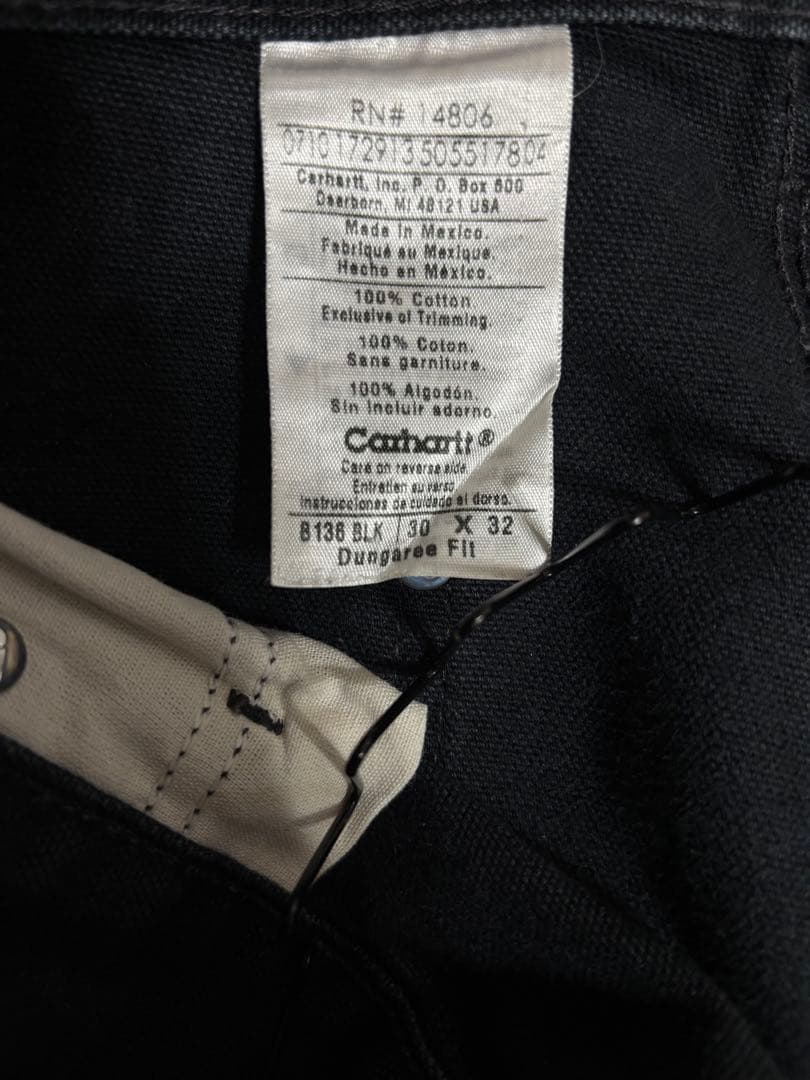 RN# 14806
0710172913505517804
Carhartt, Inc. P. O. Box 600
Dearborn, MI 48121 USA
Made in Mexico.
Fabriqué au Mexique.
Hecho en México.
100% Cotton
Exclusive of Trimming.
100% Coton.
Sans garniture.
100% Algodón.
Sin incluir adorno.
Carhartt®
Care on reverse side.
Entretien au verso
Instrucciones de cuidado al dorso.
B136 BLK / 30 X 32
Dungaree Fit